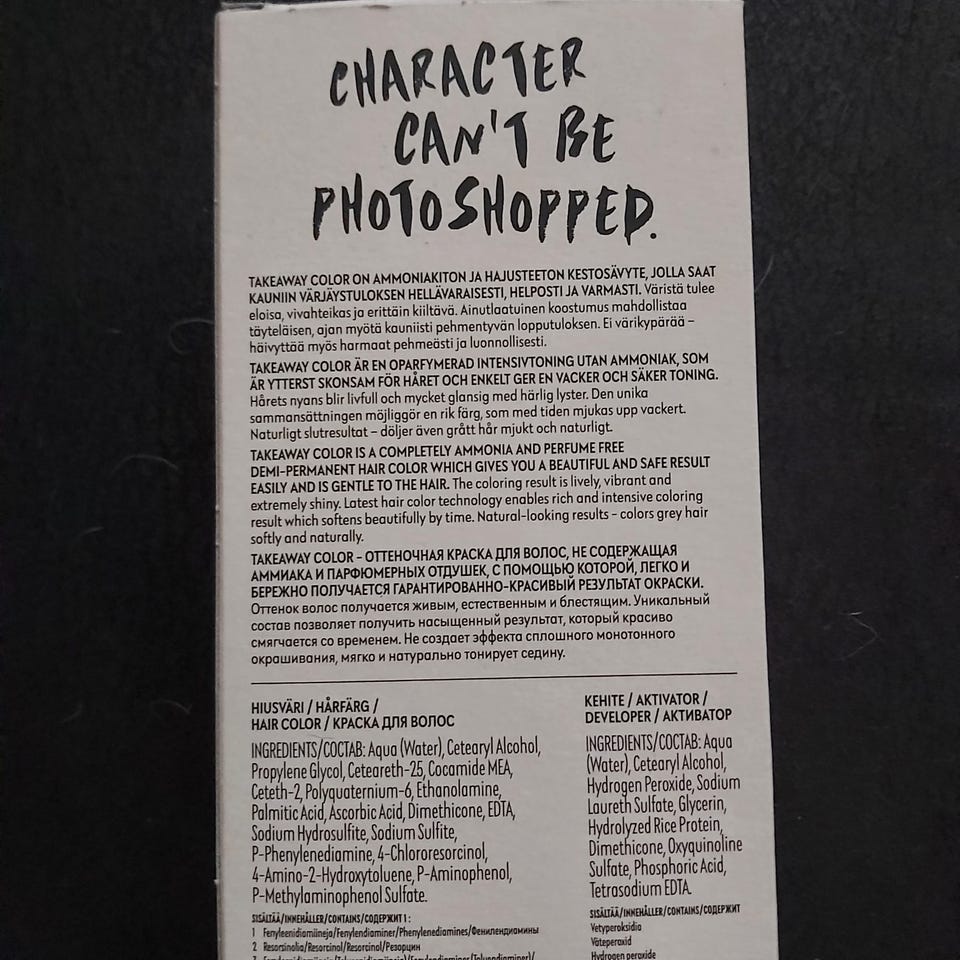 CHARACTER
CAN'T BE
PHOTOSHOPPED.
TAKEAWAY COLOR ON AMMONIAKITON JA HAJUSTEETON KESTOSÄVYTE, JOLLA SAAT
KAUNIIN VÄRJÄYSTULOKSEN HELLÄVARAISESTI, HELPOSTI JA VARMASTI. Väristä tulee
eloisa, vivahteikas ja erittäin kiiltävä. Ainutlaatuinen koostumus mahdollistaa
täyteläisen, ajan myötä kauniisti pehmentyvän lopputuloksen. Ei värikypärää –
häivyttää myös harmaat pehmeästi ja luonnollisesti.
TAKEAWAY COLOR ÄR EN OPARFYMERAD INTENSIVTONING UTAN AMMONIAK, SOM
ÄR YTTERST SKONSAM FÖR HÅRET OCH ENKELT GER EN VACKER OCH SÄKER TONING.
Hårets nyans blir livfull och mycket glansig med härlig lyster. Den unika
sammansättningen möjliggör en rik färg, som med tiden mjukas upp vackert.
Naturligt slutresultat – döljer även grått hår mjukt och naturligt.
TAKEAWAY COLOR IS A COMPLETELY AMMONIA AND PERFUME FREE
DEMI-PERMANENT HAIR COLOR WHICH GIVES YOU A BEAUTIFUL AND SAFE RESULT
EASILY AND IS GENTLE TO THE HAIR. The coloring result is lively, vibrant and
extremely shiny. Latest hair color technology enables rich and intensive coloring
result which softens beautifully by time. Natural-looking results – colors grey hair
softly and naturally.
TAKEAWAY COLOR – ОТТЕНОЧНАЯ КРАСКА ДЛЯ ВОЛОС, НЕ СОДЕРЖАЩАЯ
АММИАКА И ПАРФЮМЕРНЫХ ОТДУШЕК, С ПОМОЩЬЮ КОТОРОЙ, ЛЕГКО И
БЕРЕЖНО ПОЛУЧАЕТСЯ ГАРАНТИРОВАННО-КРАСИВЫЙ РЕЗУЛЬТАТ ОКРАСКИ.
Оттенок волос получается живым, естественным и блестящим. Уникальный
состав позволяет получить насыщенный результат, который красиво
смягчается со временем. Не создает эффекта сплошного монотонного
окрашивания, мягко и натурально тонирует седину.
HIUSVÄRI / HÅRFÄRG /
HAIR COLOR / КРАСКА ДЛЯ ВОЛОС
INGREDIENTS/СОСТАВ: Aqua (Water), Cetearyl Alcohol,
Propylene Glycol, Ceteareth-25, Cocamide MEA,
Ceteth-2, Polyquaternium-6, Ethanolamine,
Palmitic Acid, Ascorbic Acid, Dimethicone, EDTA,
Sodium Hydrosulfite, Sodium Sulfite,
P-Phenylenediamine, 4-Chlororesorcinol,
4-Amino-2-Hydroxytoluene, P-Aminophenol,
P-Methylaminophenol Sulfate.
SISÄLTÄÄ/INNEHÅLLER/CONTAINS/СОДЕРЖИТ 1 :
1 Fenyleenidiamiineja/Fenylendiaminer/Phenylenediamines/Фенилендиамины
2 Resorsinolia/Resorcinol/Resorcinol/Резорцин
KEHITE / AKTIVATOR /
DEVELOPER / АКТИВАТОР
INGREDIENTS/СОСТАВ: Aqua
(Water), Cetearyl Alcohol,
Hydrogen Peroxide, Sodium
Laureth Sulfate, Glycerin,
Hydrolyzed Rice Protein,
Dimethicone, Oxyquinoline
Sulfate, Phosphoric Acid,
Tetrasodium EDTA.
SISÄLTÄÄ/INNEHÅLLER/CONTAINS/СОДЕРЖИТ
Vetyperoksidia
Väteperoxid
Hydrogen peroxide